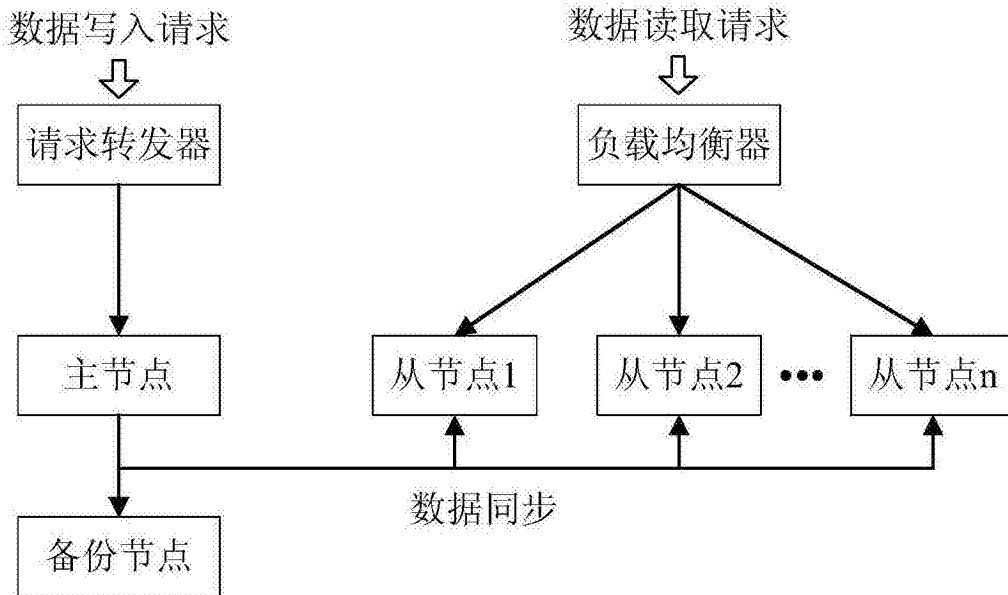 数据写入请求
数据读取请求
请求转发器
负载均衡器
主节点
从节点1
从节点2
•••
从节点n
数据同步
备份节点